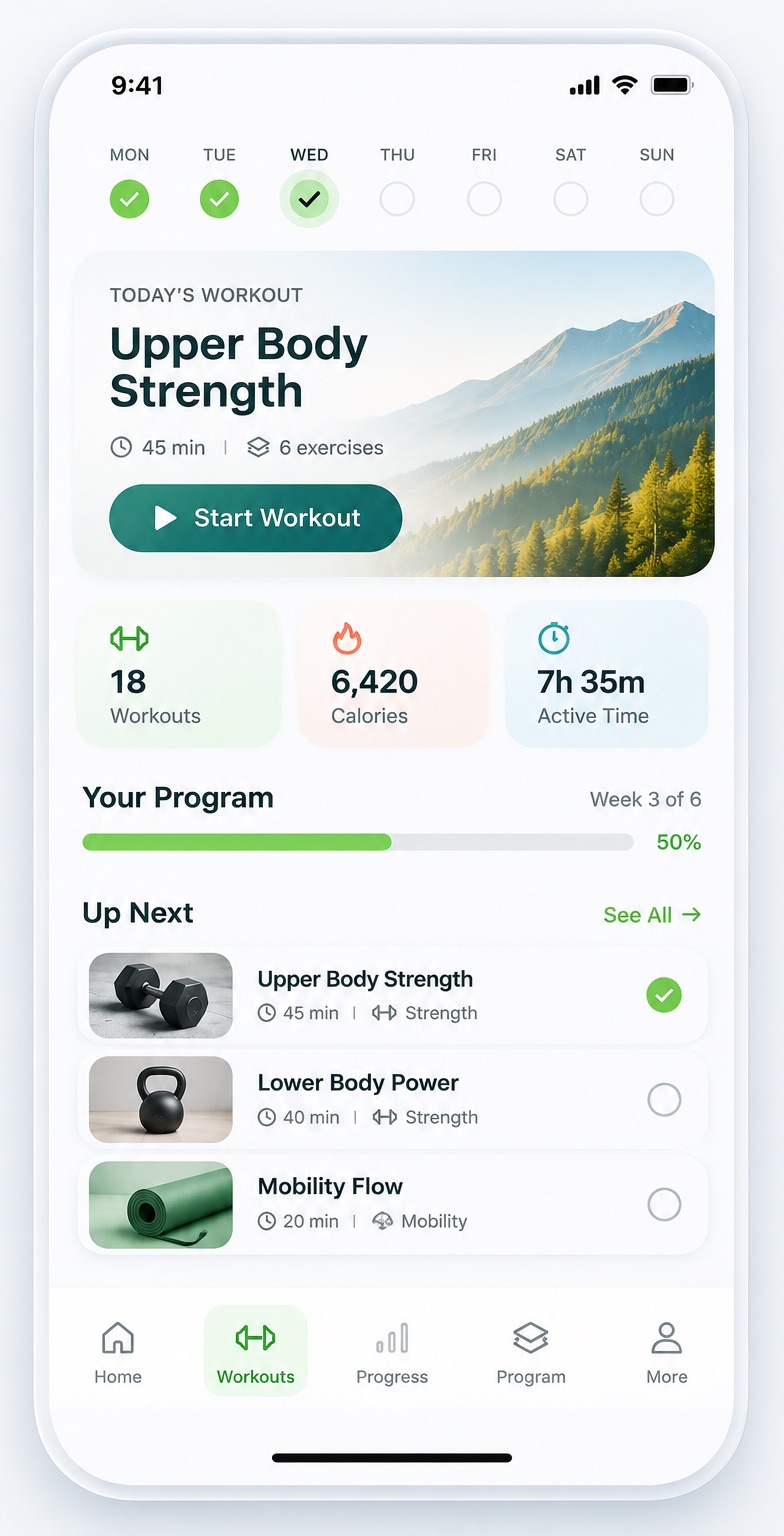 9:41
MON TUE WED THU FRI SAT SUN
TODAY’S WORKOUT
Upper Body
Strength
45 min | 6 exercises
Start Workout
18 6,420 7h 35m
Workouts Calories Active Time
Your Program Week 3 of 6
50%
Up Next See All →
Upper Body Strength
45 min | Strength
Lower Body Power
40 min | Strength
Mobility Flow
20 min | Mobility
Home Workouts Progress Program More